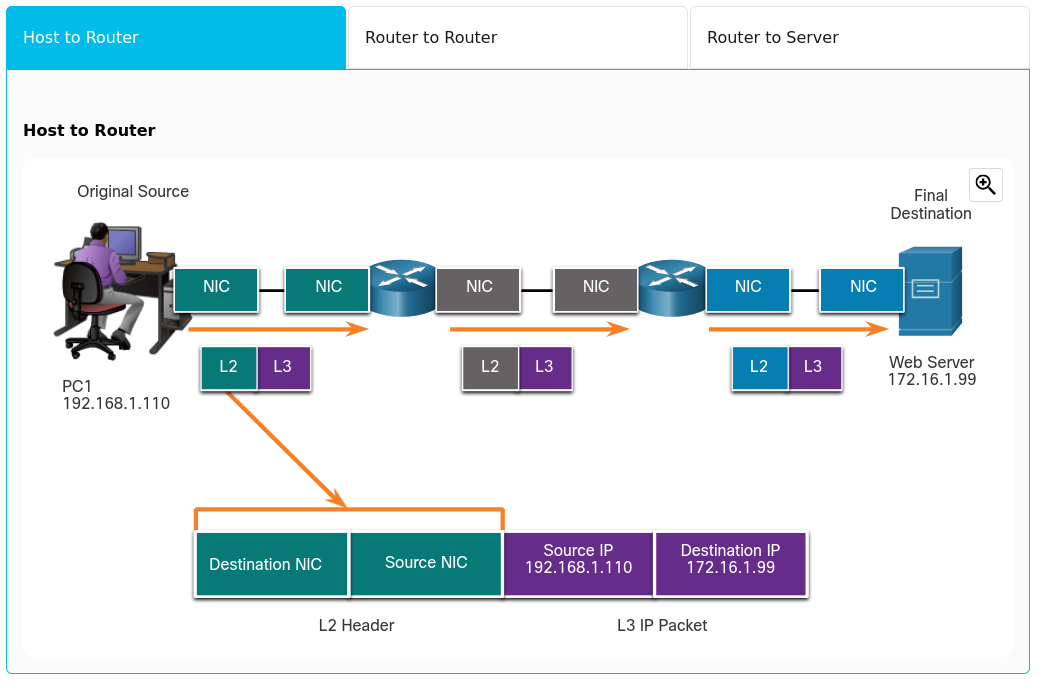 Host to Router
Router to Router
Router to Server
Host to Router
Original Source
Final
Destination
NIC
NIC
NIC
NIC
NIC
NIC
L2
L3
L2
L3
L2
L3
PC1
192.168.1.110
Web Server
172.16.1.99
Destination NIC
Source NIC
Source IP
192.168.1.110
Destination IP
172.16.1.99
L2 Header
L3 IP Packet